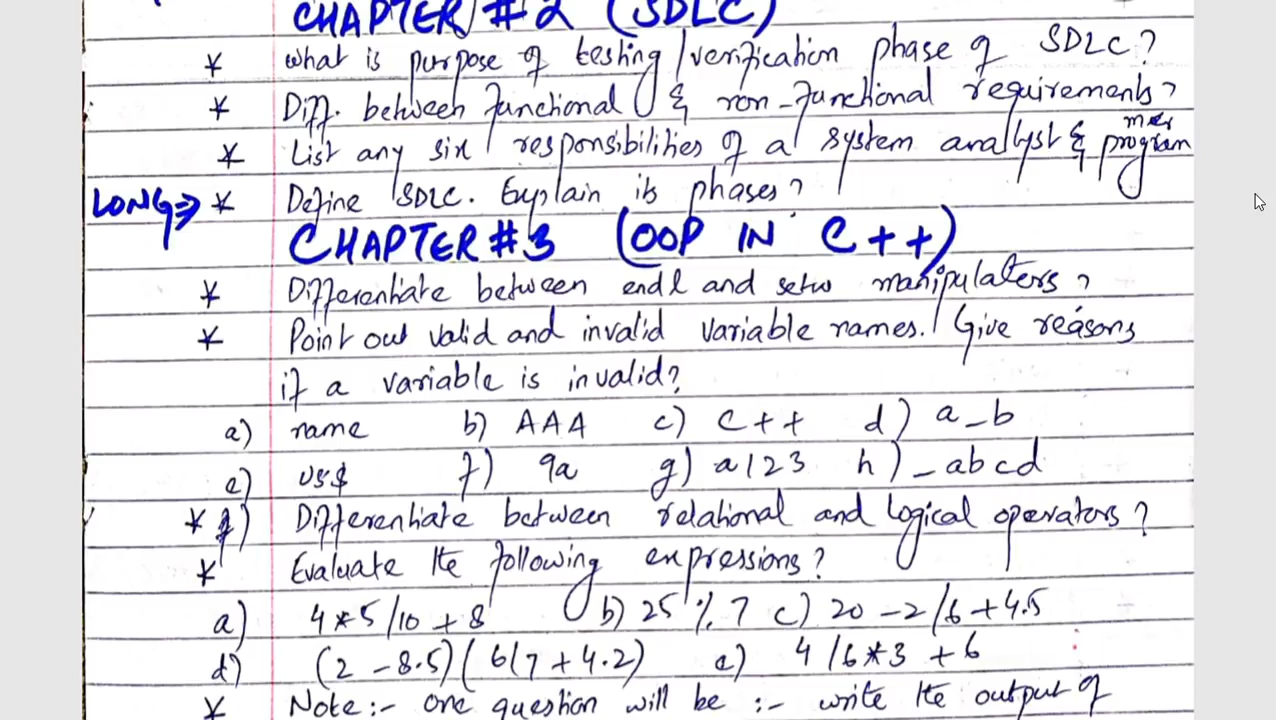 CHAPTER #2 (SDLC)
* What is purpose of testing/verification phase of SDLC?
* Diff. between functional & non-functional requirements?
* List any six responsibilities of a system analyst & programmer
LONG⇒ * Define SDLC. Explain its phases?
CHAPTER #3 (OOP IN C++)
* Differentiate between endl and setw manipulators?
* Point out valid and invalid variable names. Give reasons
if a variable is invalid?
a) name b) AAA c) C++ d) a_b
e) US$ f) 9a g) a123 h) _abcd
* f) Differentiate between relational and logical operators?
* Evaluate the following expressions?
a) 4*5/10+8 b) 25%7 c) 20-2/6+4.5
d) (2-8.5)(6(7+4.2) e) 4/6*3+6
* Note:- one question will be :- write the output of